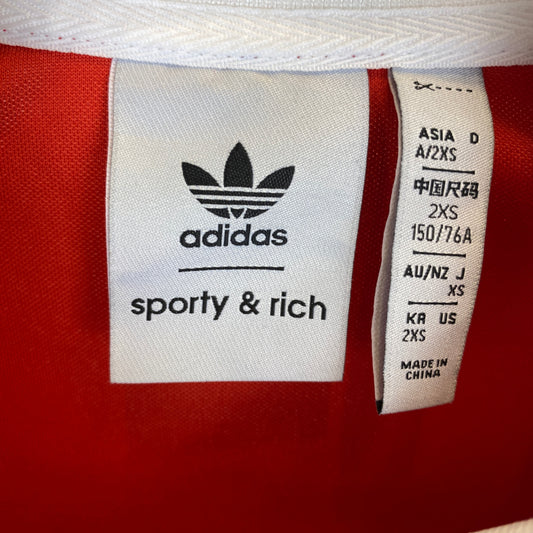 adidas
sporty & rich
ASIA D
A/2XS
中国尺码
2XS
150/76A
AU/NZ J
XS
KR US
2XS
MADE IN
CHINA